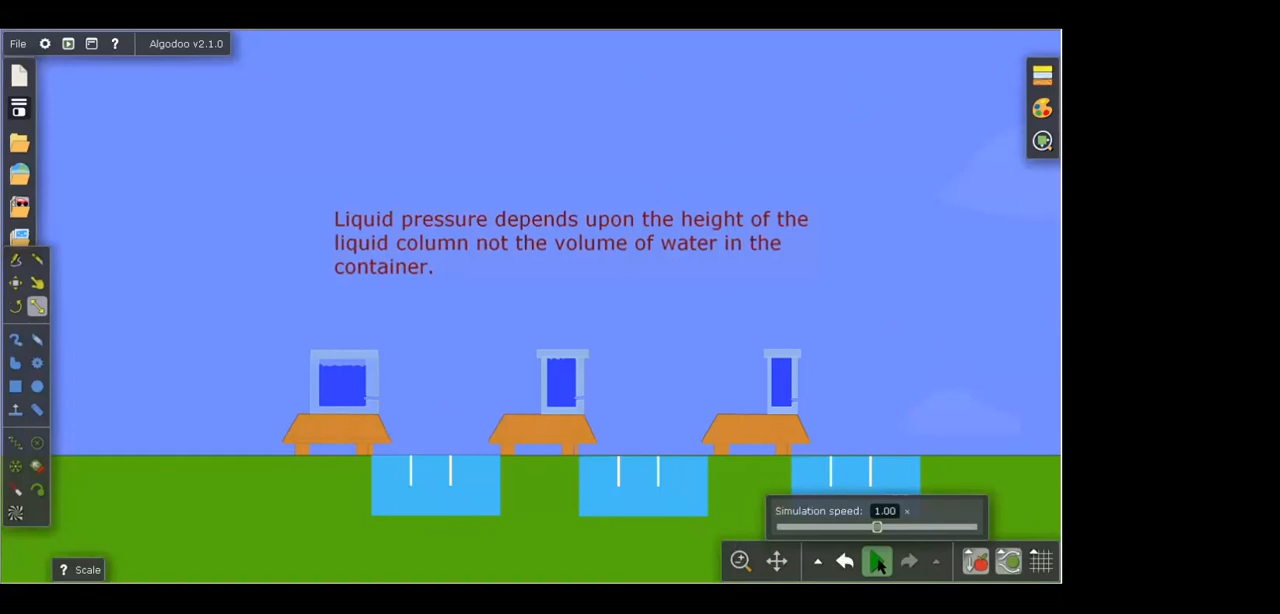 File ? Algodoo v2.1.0
Liquid pressure depends upon the height of the
liquid column not the volume of water in the
container.
Simulation speed: 1.00 ×
? Scale